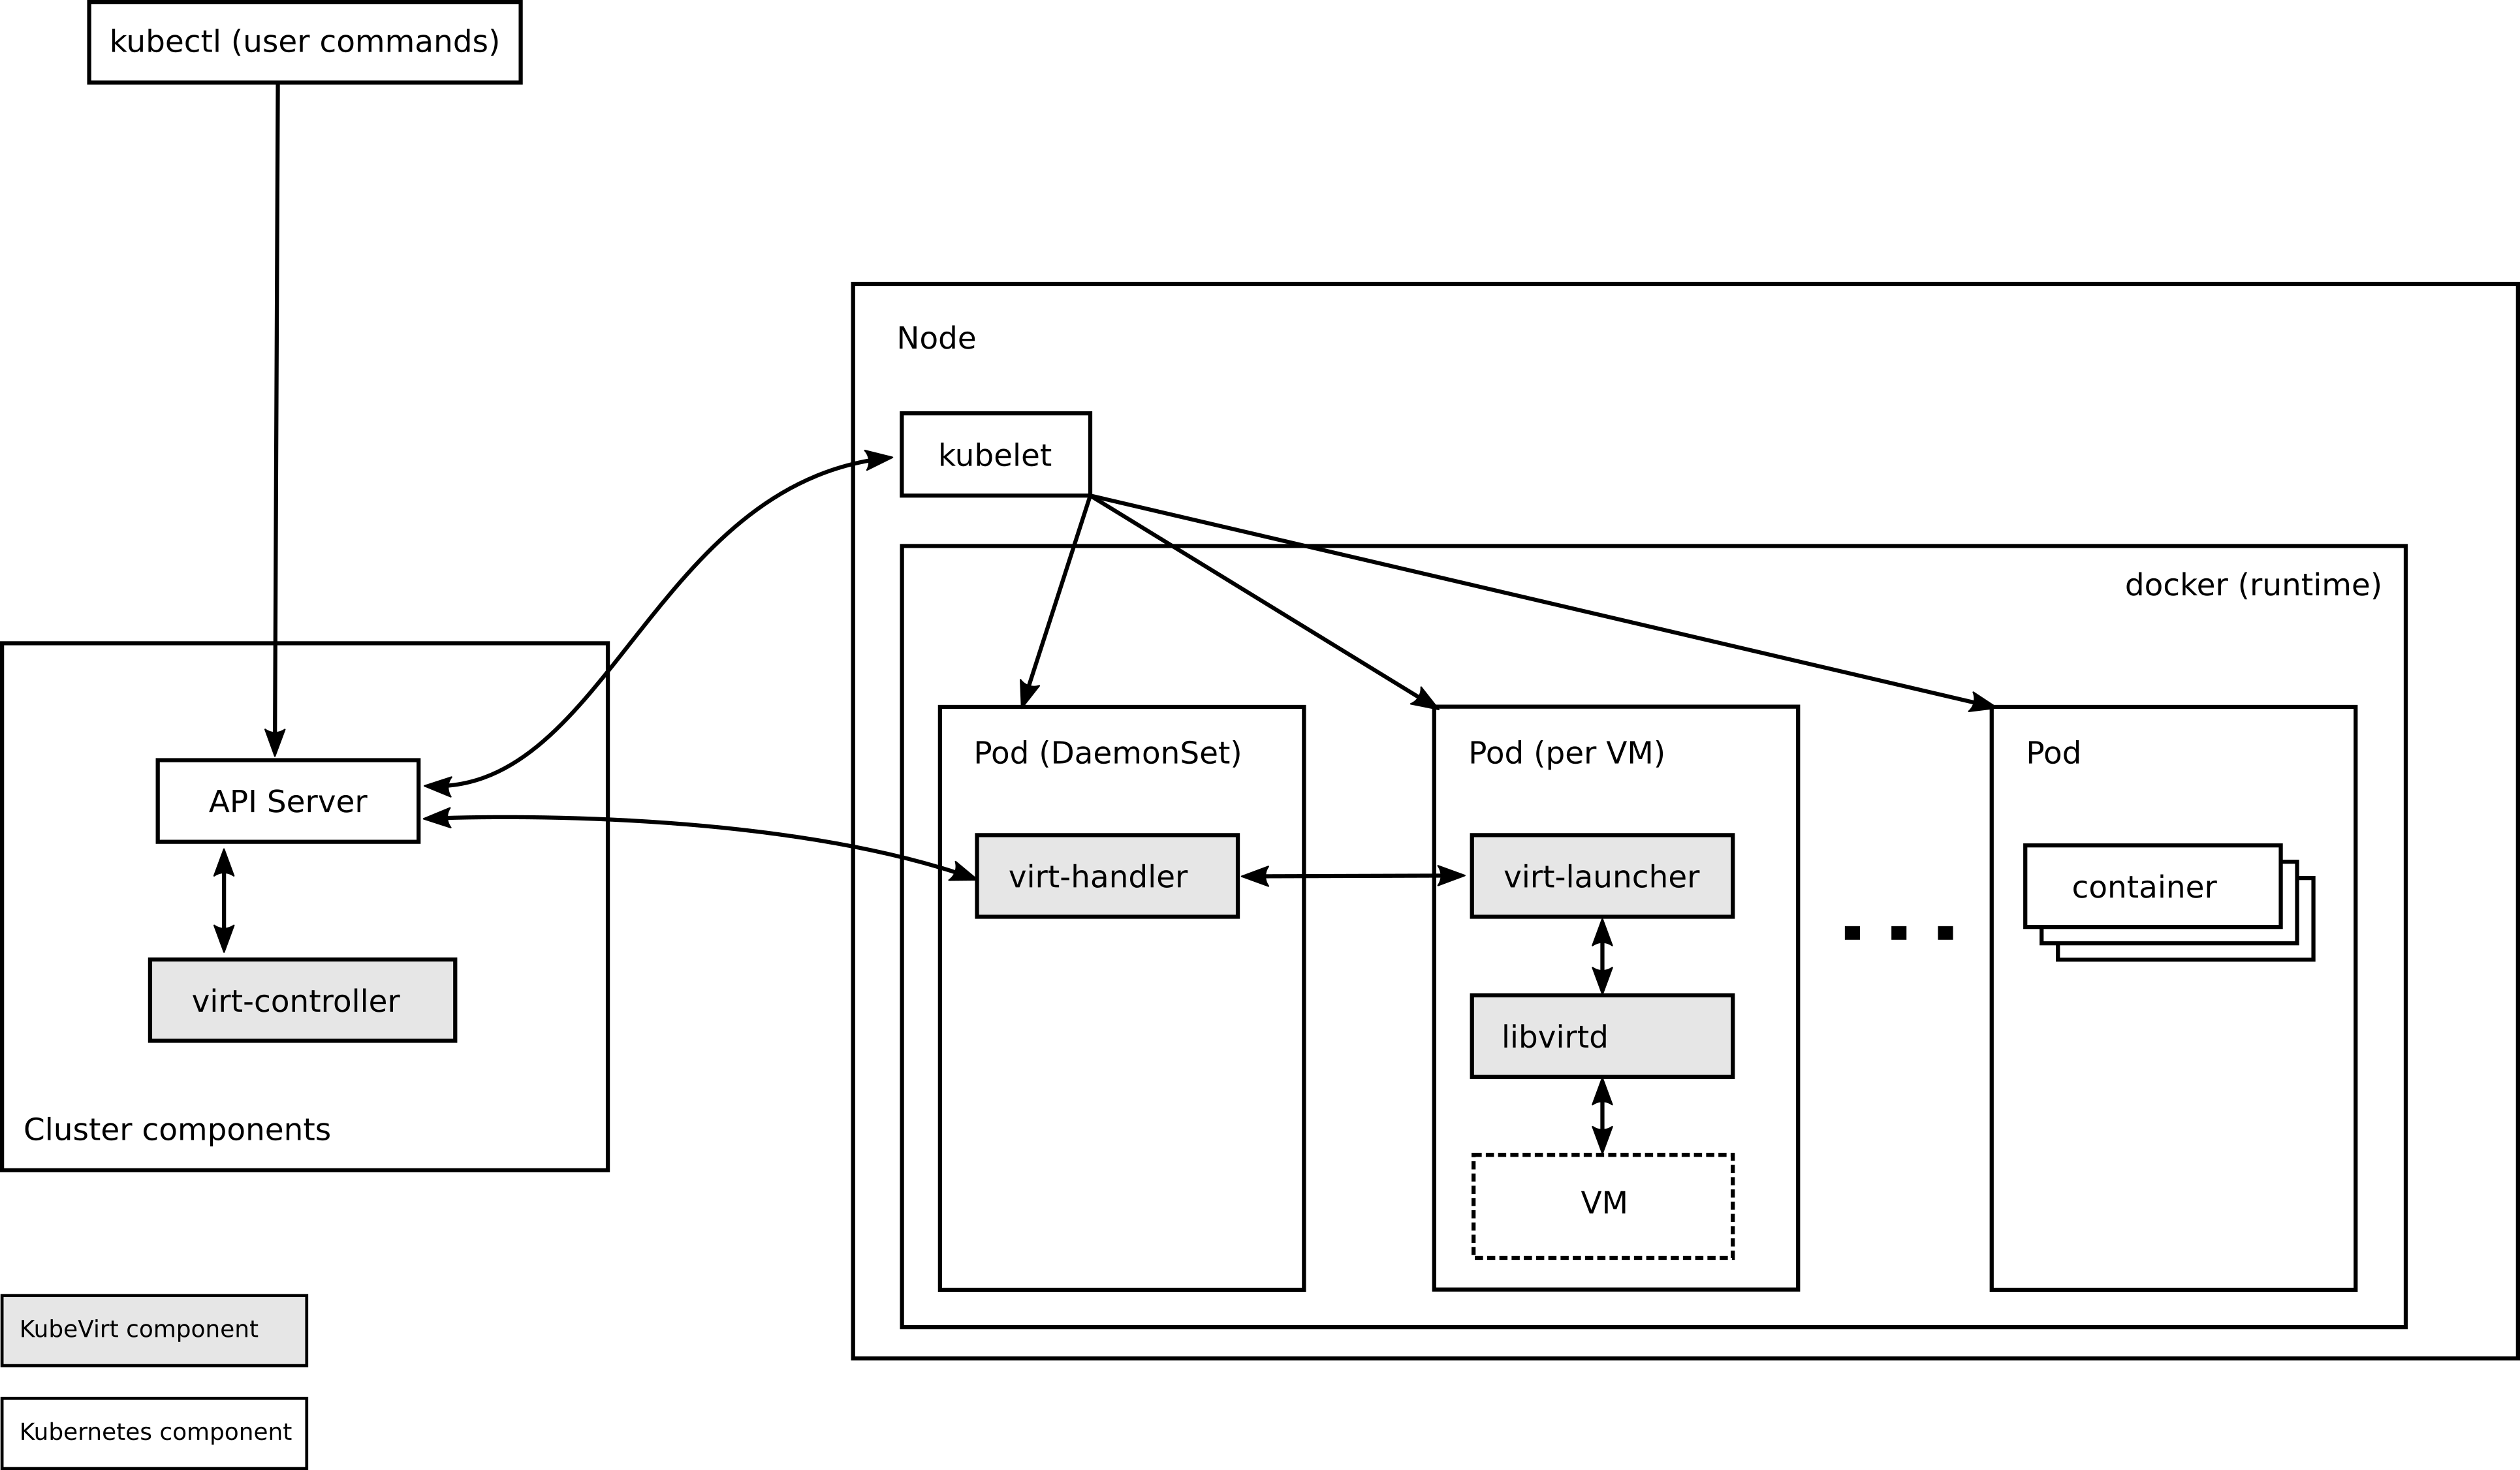 kubectl (user commands)
Node
kubelet
docker (runtime)
Pod (DaemonSet)
Pod (per VM)
Pod
API Server
virt-handler
virt-launcher
container
virt-controller
libvirtd
Cluster components
VM
KubeVirt component
Kubernetes component